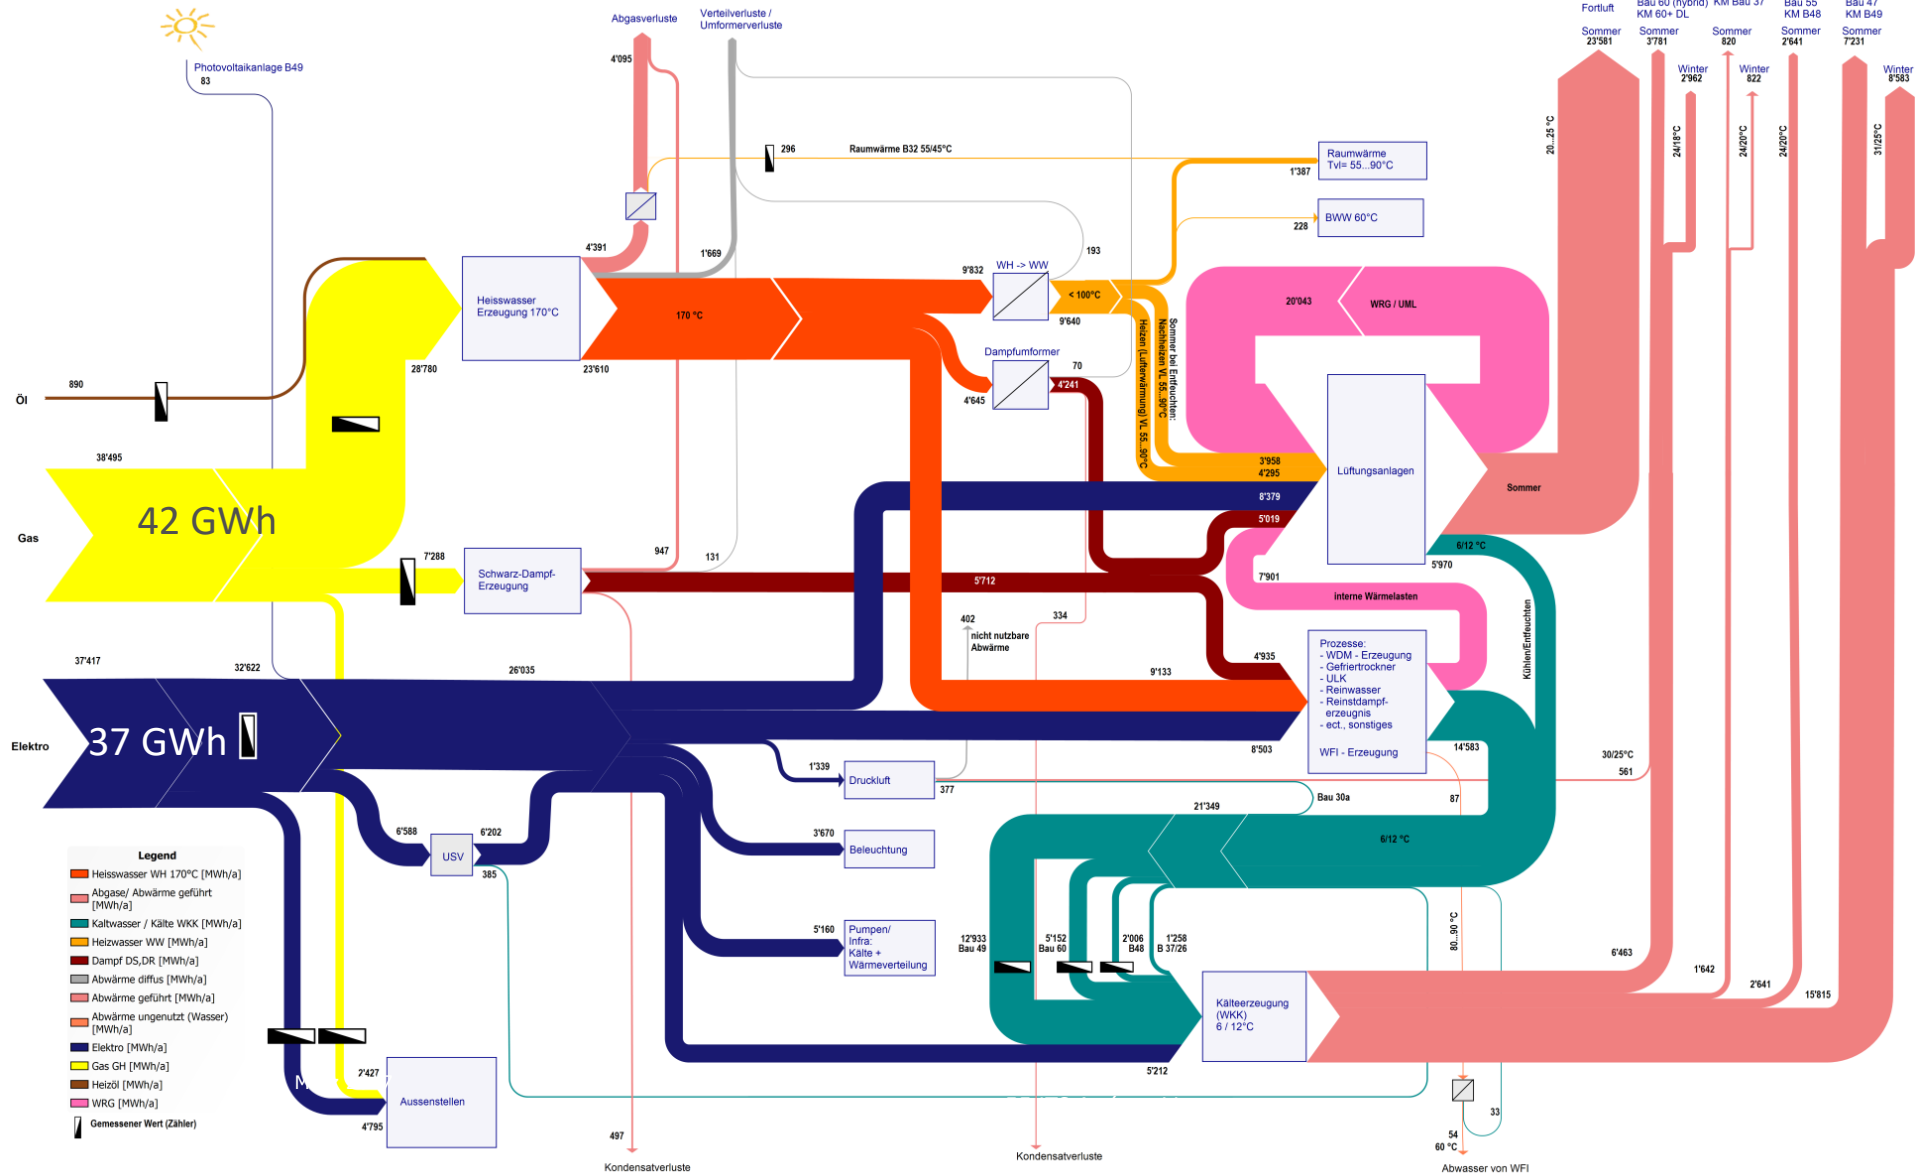 Abgasverluste
4'095
Verteilverluste /
Umformerverluste
Photovoltaikanlage B49
83
Fortluft
Sommer
23'581
Bau 60 (hybrid)
KM 60+ DL
Sommer
3'781
KM Bau 37
Sommer
820
Bau 55
KM B48
Sommer
2'641
Bau 47
KM B49
Sommer
7'231
Winter
2'962
Winter
822
Winter
8'583
20...25 °C
24/18°C
24/20°C
24/20°C
31/25°C
296
Raumwärme B32 55/45°C
Raumwärme
Tvl= 55...90°C
1'387
BWW 60°C
228
4'391
1'669
193
Heisswasser
Erzeugung 170°C
28'780
23'610
170 °C
9'832
WH -> WW
< 100°C
9'640
Dampfumformer
70
4'241
4'645
Heizen (Lufterwärmung) VL 55...90°C
Sommer bei Entfeuchten:
Nachheizen VL 55...90°C
20'043
WRG / UML
Öl
890
38'495
42 GWh
Gas
7'288
Schwarz-Dampf-
Erzeugung
947
131
5'712
3'958
4'295
8'379
5'019
Lüftungsanlagen
Sommer
6/12 °C
5'970
7'901
interne Wärmelasten
Kühlen/Entfeuchten
402
nicht nutzbare
Abwärme
334
4'935
9'133
8'503
Prozesse:
- WDM - Erzeugung
- Gefriertrockner
- ULK
- Reinwasser
- Reinstdampf-
erzeugnis
- ect., sonstiges
WFI - Erzeugung
14'583
87
30/25°C
561
37'417
32'622
26'035
Elektro
37 GWh
1'339
Druckluft
377
Bau 30a
21'349
6/12 °C
6'588
USV
6'202
385
3'670
Beleuchtung
5'160
Pumpen/
Infra:
Kälte +
Wärmeverteilung
12'933
Bau 49
5'152
Bau 60
2'006
B48
1'258
B 37/26
80...90 °C
Kälteerzeugung
(WKK)
6 / 12°C
5'212
6'463
1'642
2'641
15'815
Legend
Heisswasser WH 170°C [MWh/a]
Abgase/ Abwärme geführt
[MWh/a]
Kaltwasser / Kälte WKK [MWh/a]
Heizwasser WW [MWh/a]
Dampf DS,DR [MWh/a]
Abwärme diffus [MWh/a]
Abwärme geführt [MWh/a]
Abwärme ungenutzt (Wasser)
[MWh/a]
Elektro [MWh/a]
Gas GH [MWh/a]
Heizöl [MWh/a]
WRG [MWh/a]
Gemessener Wert (Zähler)
2'427
4'795
Aussenstellen
497
Kondensatverluste
Kondensatverluste
33
54
60 °C
Abwasser von WFI